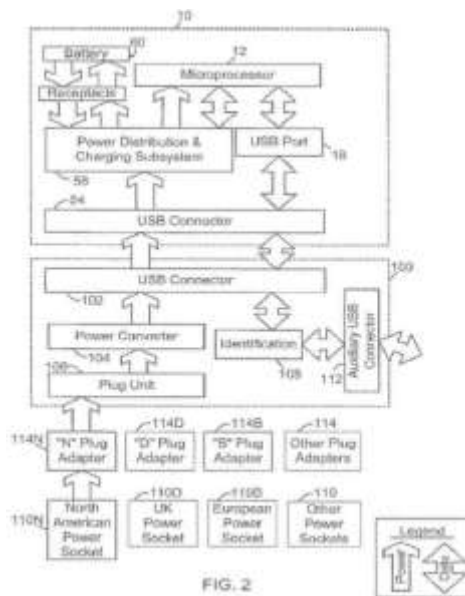 10
Battery
60
12
Microprocessor
Receptacle
Power Distribution &
Charging Subsystem
USB Port
58
18
54
USB Connector
USB Connector
100
102
Power Converter
104
Identification
108
Auxiliary USB
Connector
112
106
Plug Unit
114N
"N" Plug
Adapter
114D
"D" Plug
Adapter
114B
"B" Plug
Adapter
114
Other Plug
Adapters
110N
North
American
Power
Socket
110D
UK
Power
Socket
110B
European
Power
Socket
110
Other
Power
Sockets
Legend
Power
FIG. 2